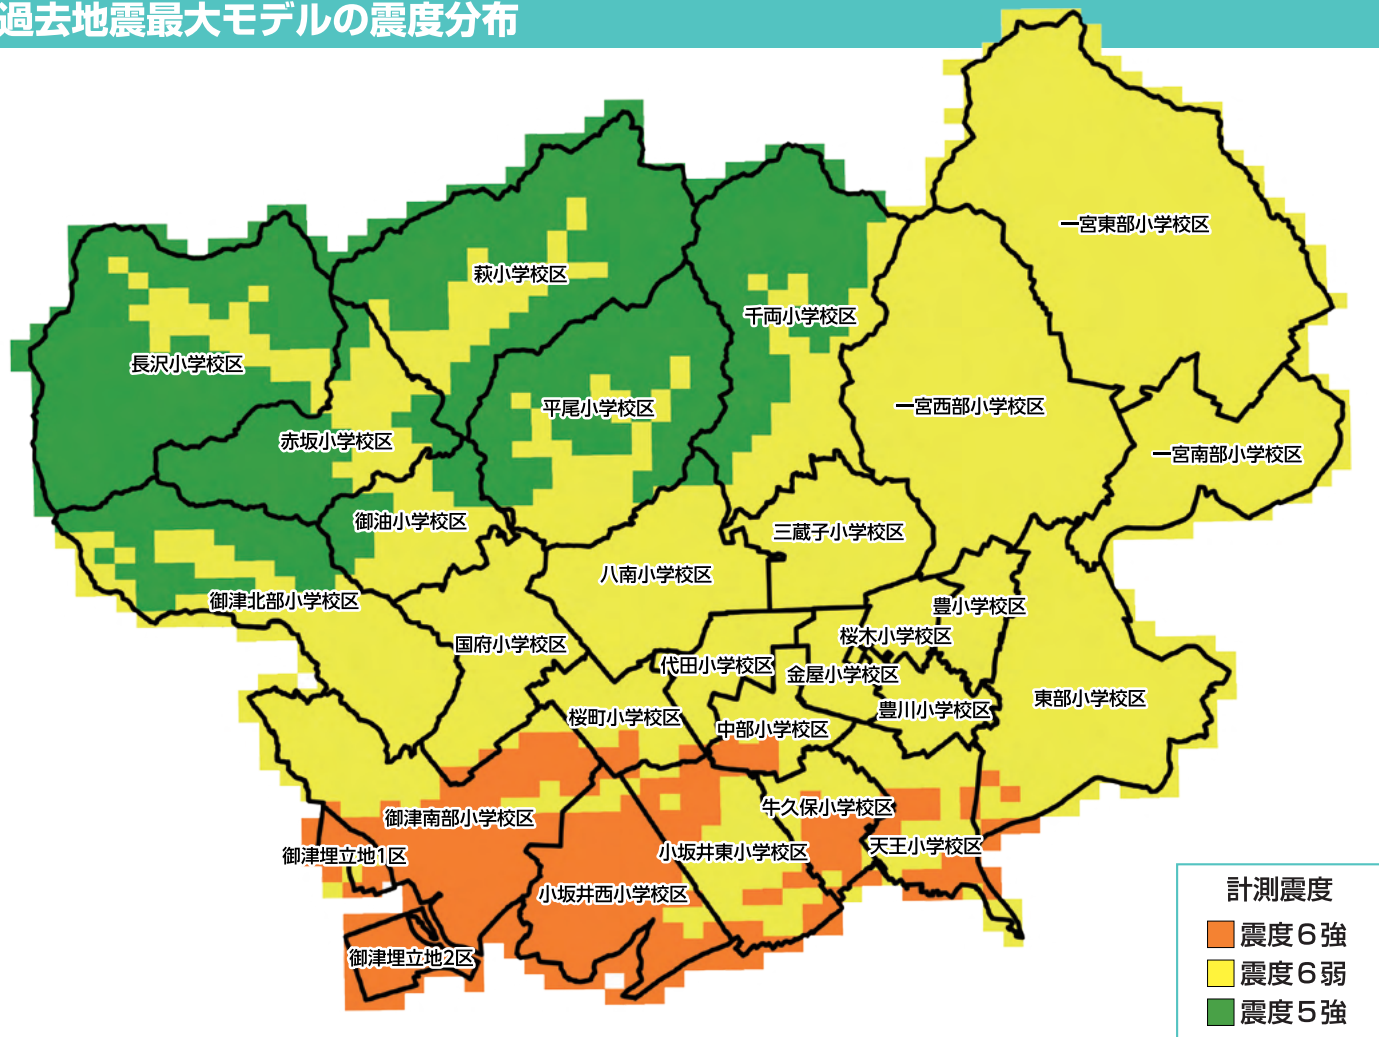 過去地震最大モデルの震度分布
一宮東部小学校区
萩小学校区
千両小学校区
長沢小学校区
平尾小学校区
一宮西部小学校区
赤坂小学校区
一宮南部小学校区
御油小学校区
三蔵子小学校区
八南小学校区
御津北部小学校区
豊小学校区
桜木小学校区
国府小学校区
代田小学校区
金屋小学校区
東部小学校区
豊川小学校区
桜町小学校区
中部小学校区
牛久保小学校区
御津南部小学校区
天王小学校区
小坂井東小学校区
御津埋立地1区
小坂井西小学校区
御津埋立地2区
計測震度
震度６強
震度６弱
震度５強